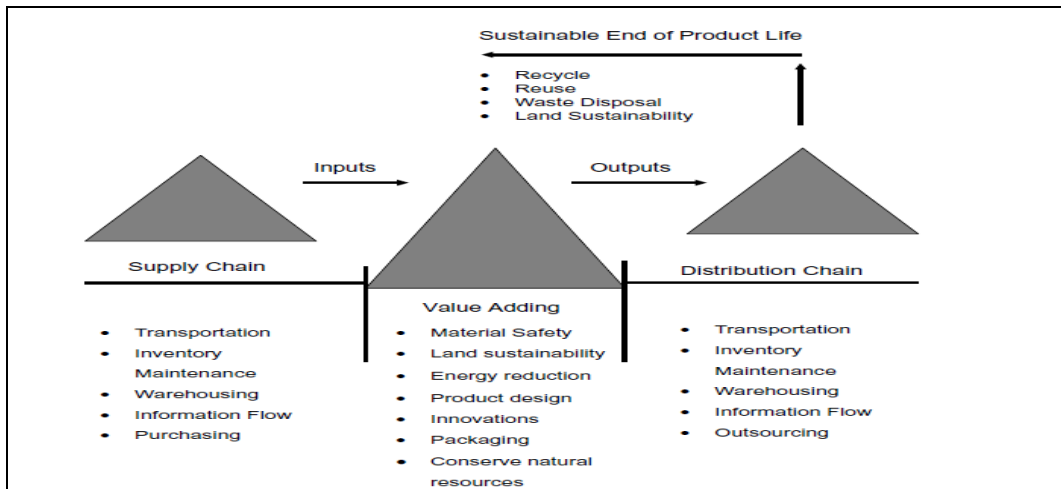 Sustainable End of Product Life
• Recycle
• Reuse
• Waste Disposal
• Land Sustainability
Inputs
Outputs
Supply Chain
• Transportation
• Inventory
Maintenance
• Warehousing
• Information Flow
• Purchasing
Value Adding
• Material Safety
• Land sustainability
• Energy reduction
• Product design
• Innovations
• Packaging
• Conserve natural
resources
Distribution Chain
• Transportation
• Inventory
Maintenance
• Warehousing
• Information Flow
• Outsourcing